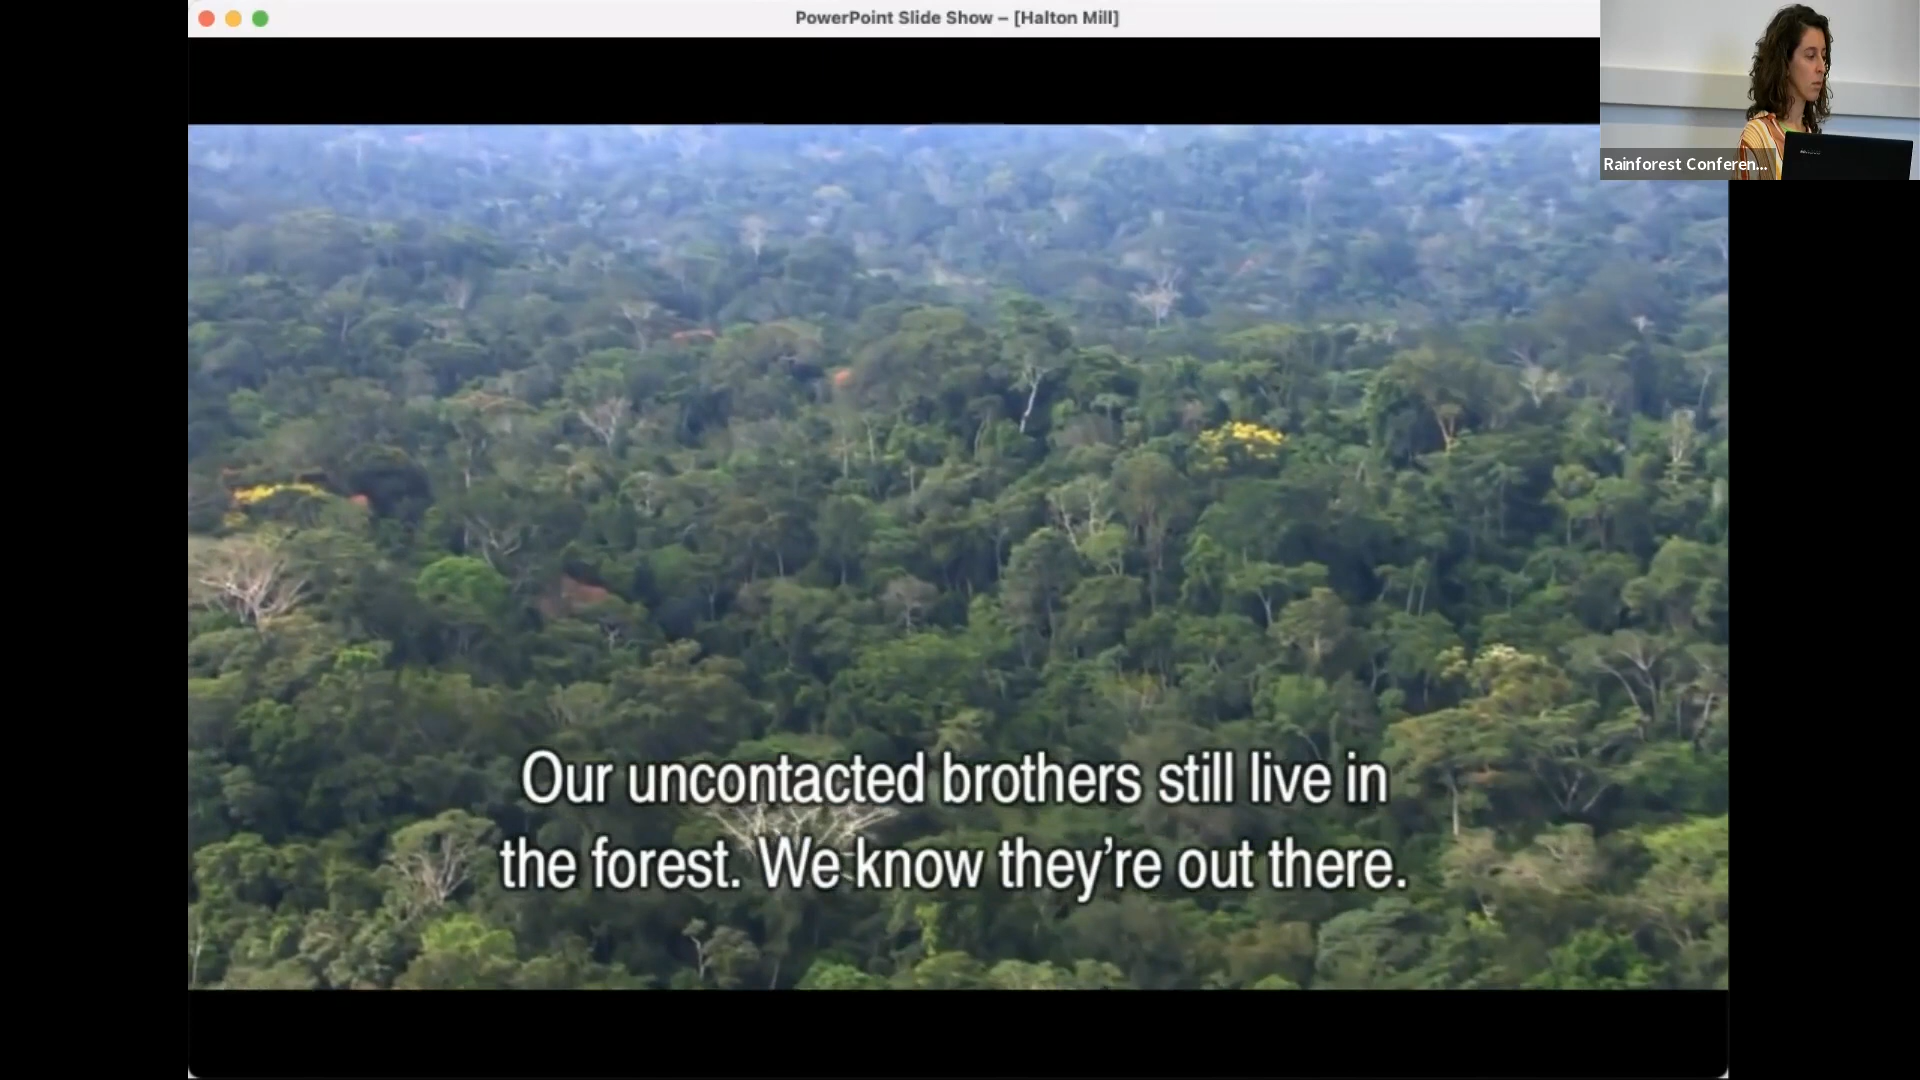 PowerPoint Slide Show – [Halton Mill]
Rainforest Conferen...
Our uncontacted brothers still live in
the forest. We know they’re out there.